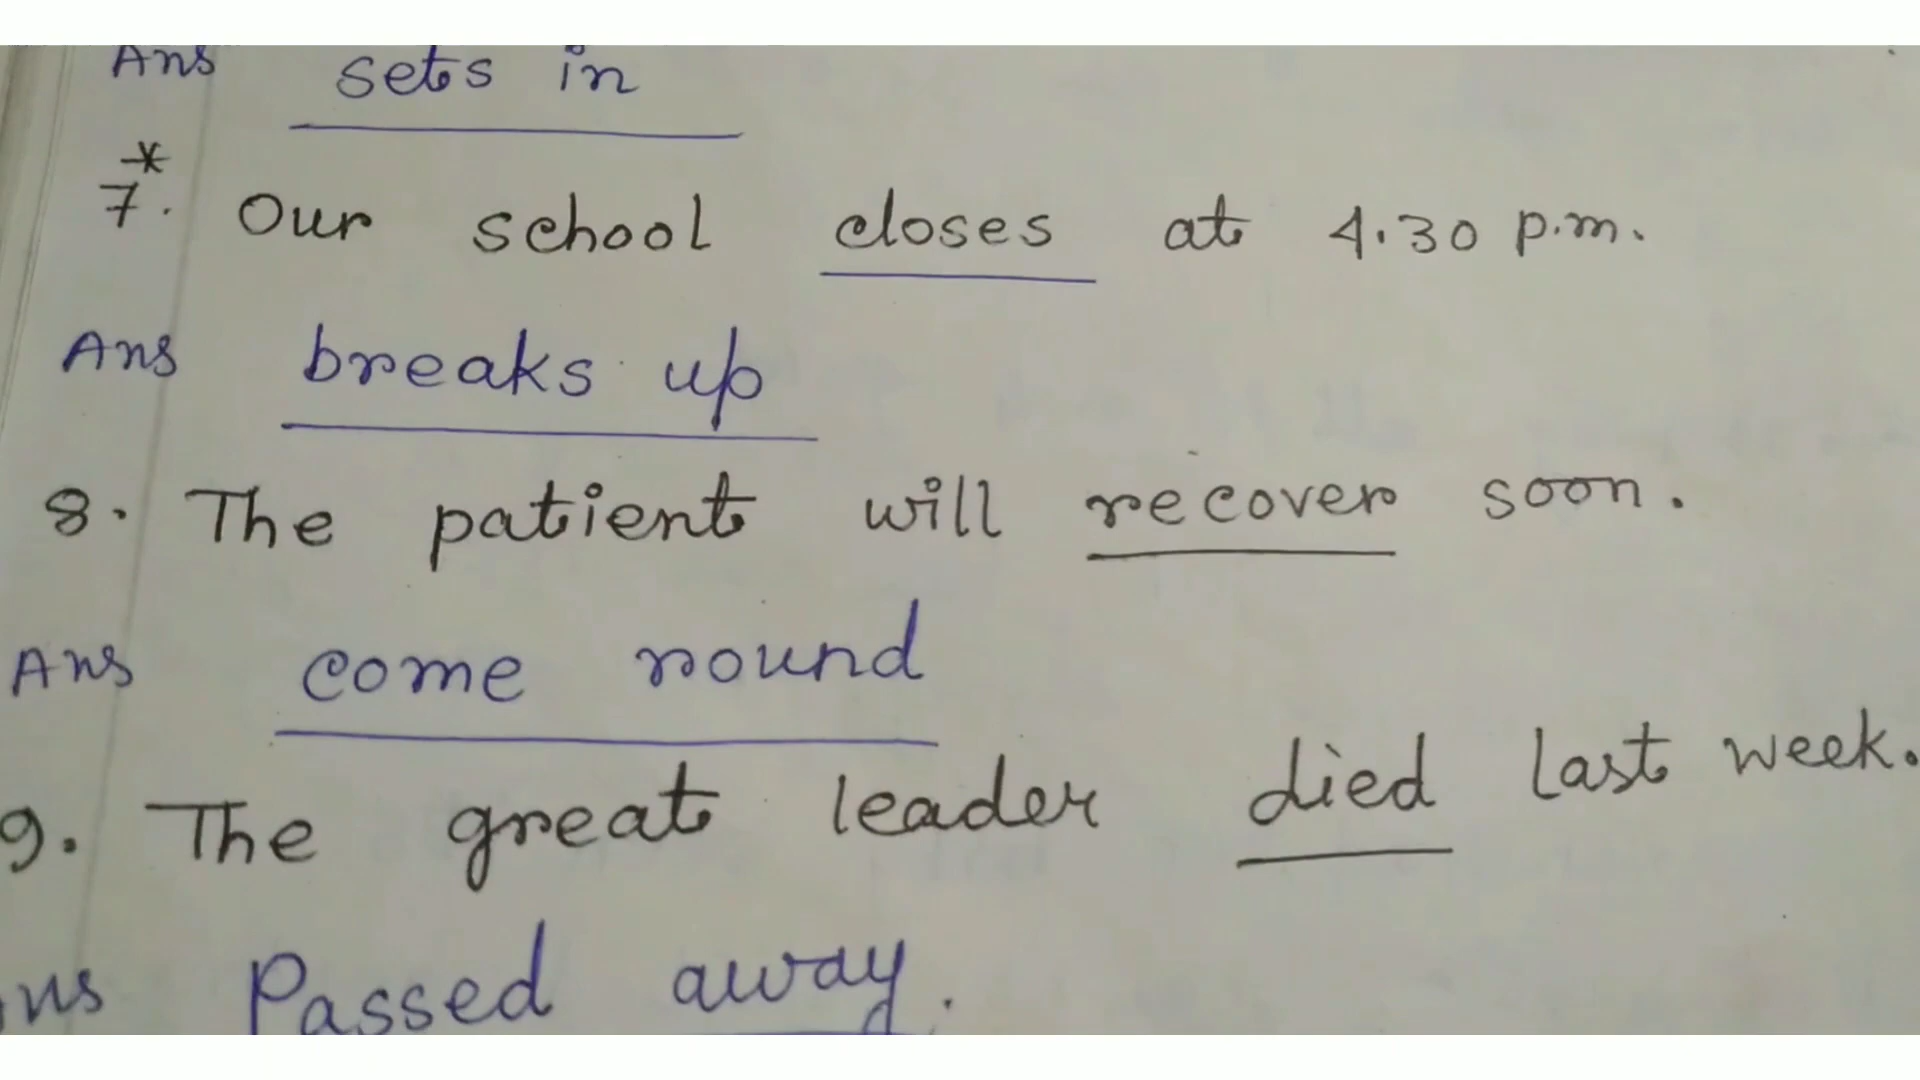 Ans sets in
7*. Our school closes at 4.30 p.m.
Ans breaks up
8. The patient will recover soon.
Ans come round
9. The great leader died last week.
ns Passed away.